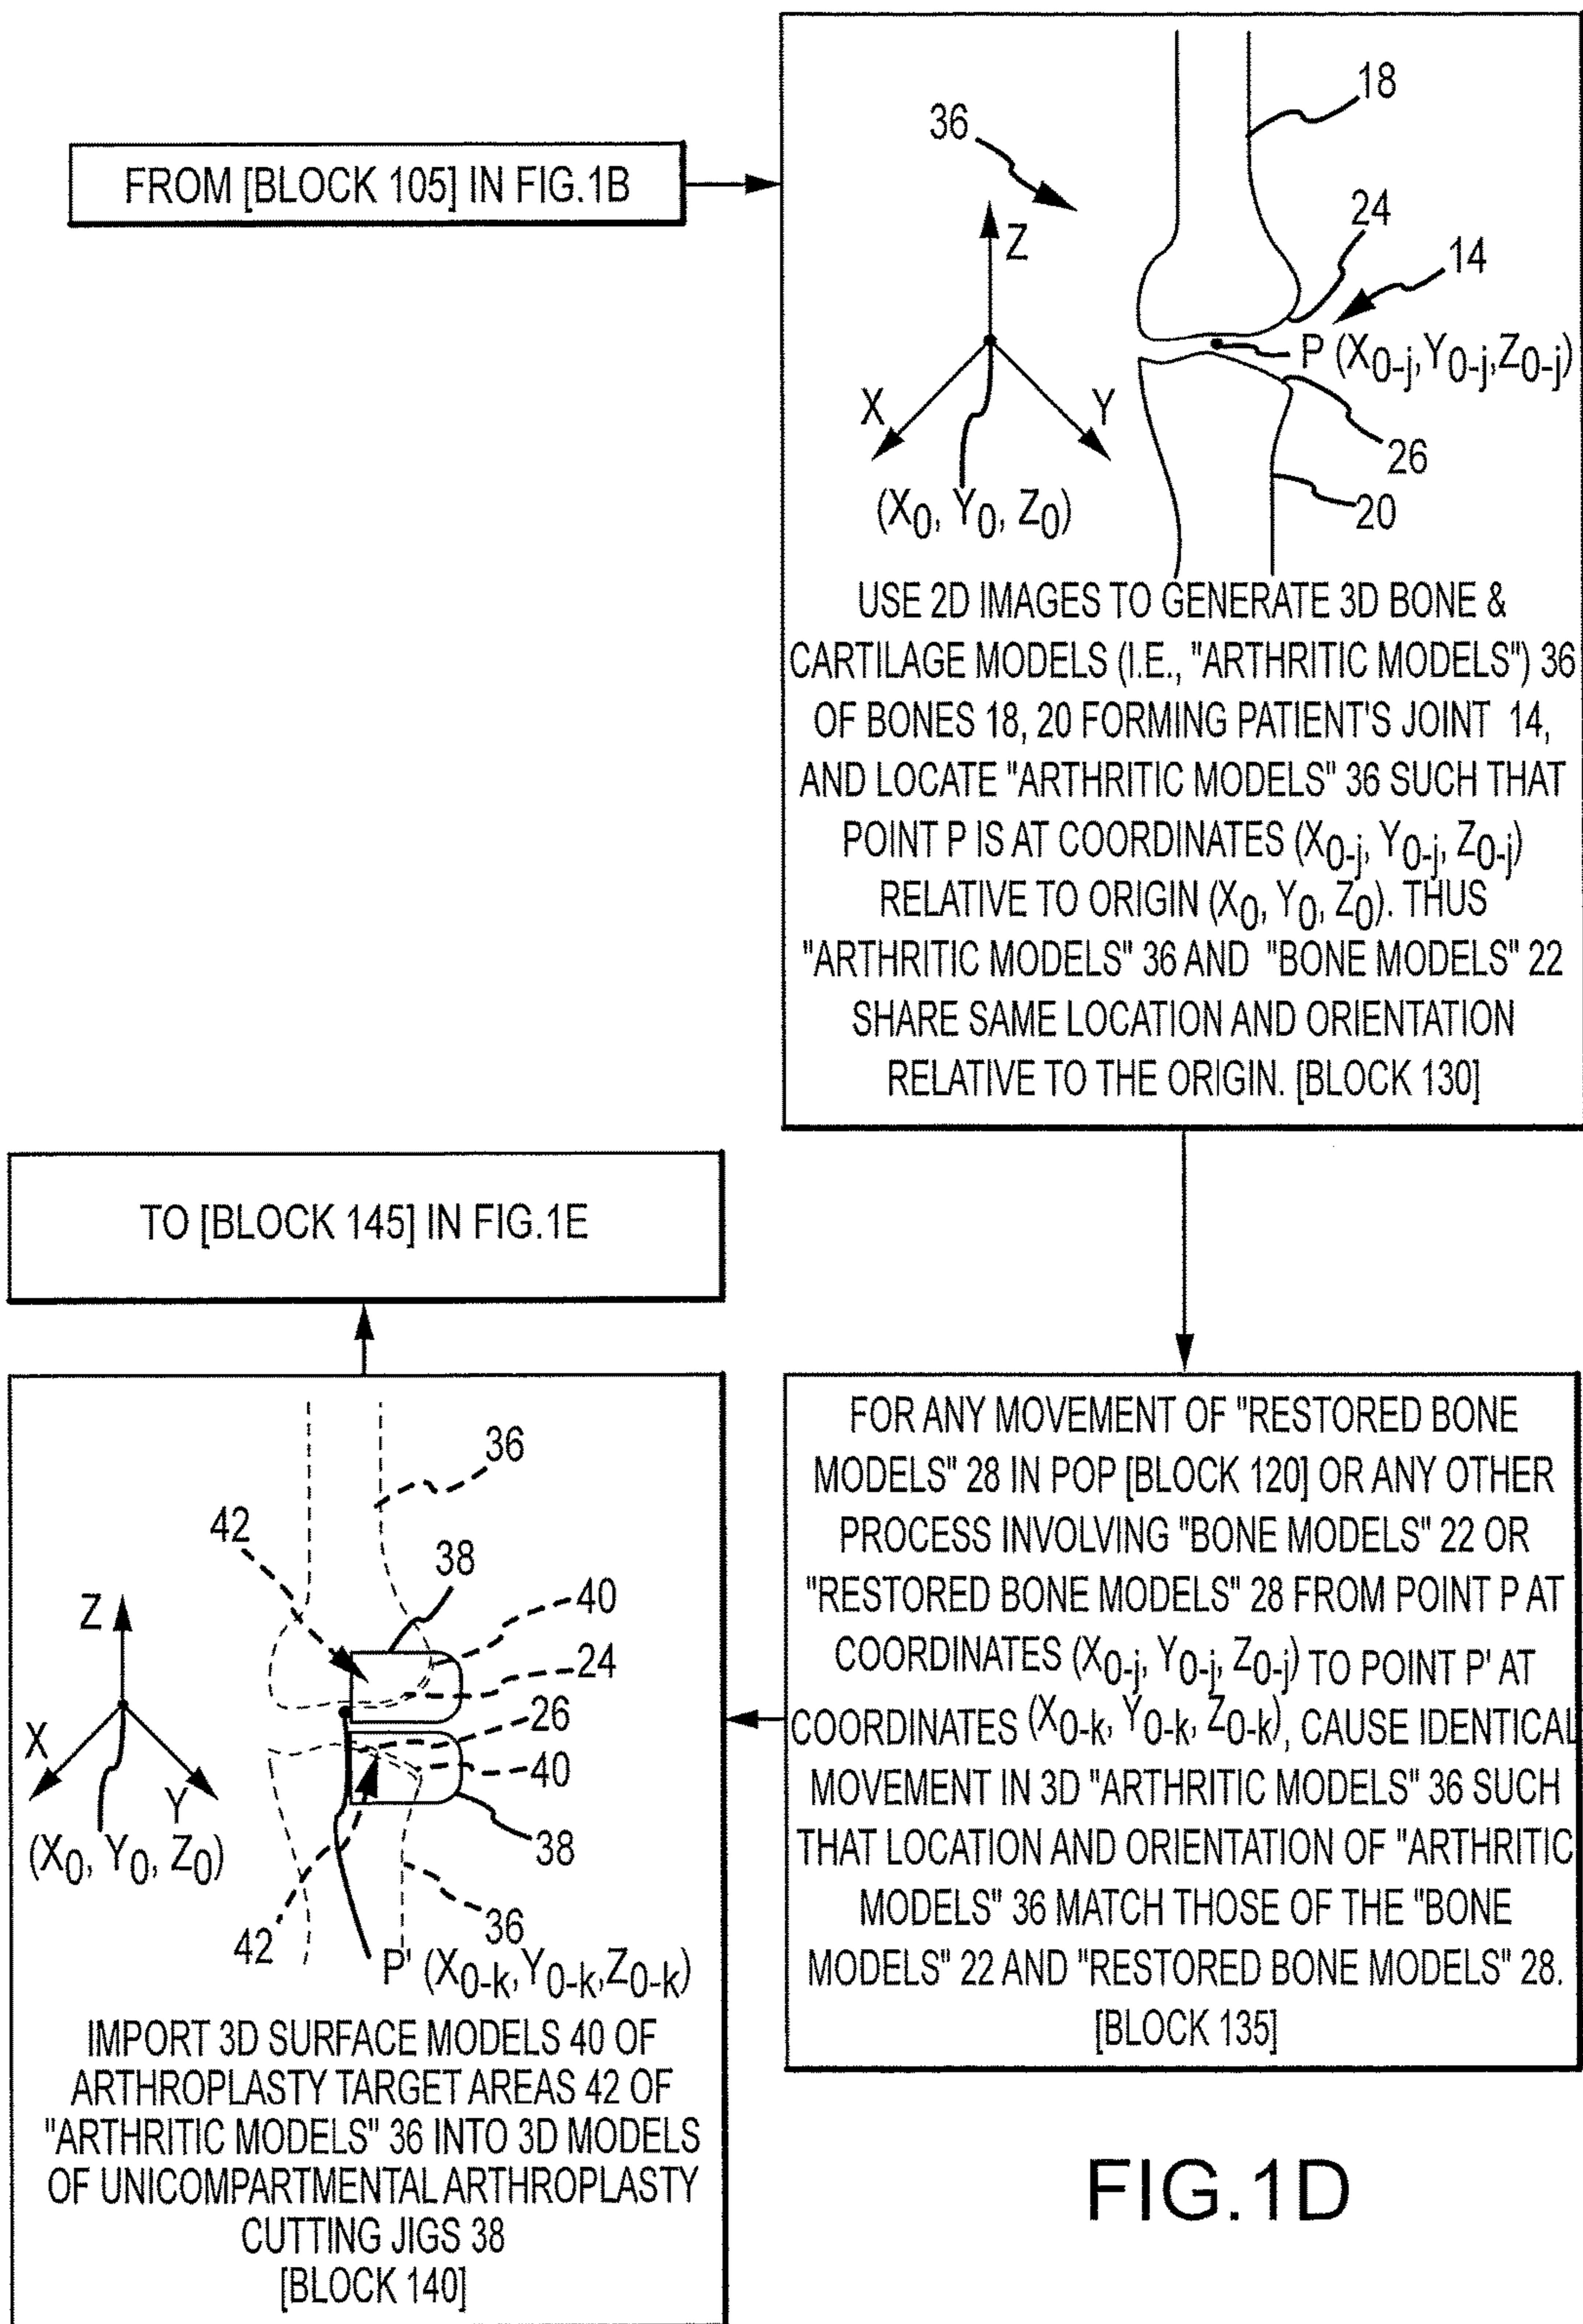 FROM [BLOCK 105] IN FIG.1B
18
36
24
Z
14
P (X0-j,Y0-j,Z0-j)
X
Y
26
(X0, Y0, Z0)
20
USE 2D IMAGES TO GENERATE 3D BONE &
CARTILAGE MODELS (I.E., "ARTHRITIC MODELS") 36
OF BONES 18, 20 FORMING PATIENT'S JOINT 14,
AND LOCATE "ARTHRITIC MODELS" 36 SUCH THAT
POINT P IS AT COORDINATES (X0-j, Y0-j, Z0-j)
RELATIVE TO ORIGIN (X0, Y0, Z0). THUS
"ARTHRITIC MODELS" 36 AND "BONE MODELS" 22
SHARE SAME LOCATION AND ORIENTATION
RELATIVE TO THE ORIGIN. [BLOCK 130]
FOR ANY MOVEMENT OF "RESTORED BONE
MODELS" 28 IN POP [BLOCK 120] OR ANY OTHER
PROCESS INVOLVING "BONE MODELS" 22 OR
"RESTORED BONE MODELS" 28 FROM POINT P AT
COORDINATES (X0-j, Y0-j, Z0-j) TO POINT P' AT
COORDINATES (X0-k, Y0-k, Z0-k), CAUSE IDENTICAL
MOVEMENT IN 3D "ARTHRITIC MODELS" 36 SUCH
THAT LOCATION AND ORIENTATION OF "ARTHRITIC
MODELS" 36 MATCH THOSE OF THE "BONE
MODELS" 22 AND "RESTORED BONE MODELS" 28.
[BLOCK 135]
36
42
38
40
Z
24
26
X
40
Y
(X0, Y0, Z0)
38
36
42
P' (X0-k,Y0-k,Z0-k)
IMPORT 3D SURFACE MODELS 40 OF
ARTHROPLASTY TARGET AREAS 42 OF
"ARTHRITIC MODELS" 36 INTO 3D MODELS
OF UNICOMPARTMENTAL ARTHROPLASTY
CUTTING JIGS 38
[BLOCK 140]
TO [BLOCK 145] IN FIG.1E
FIG.1D